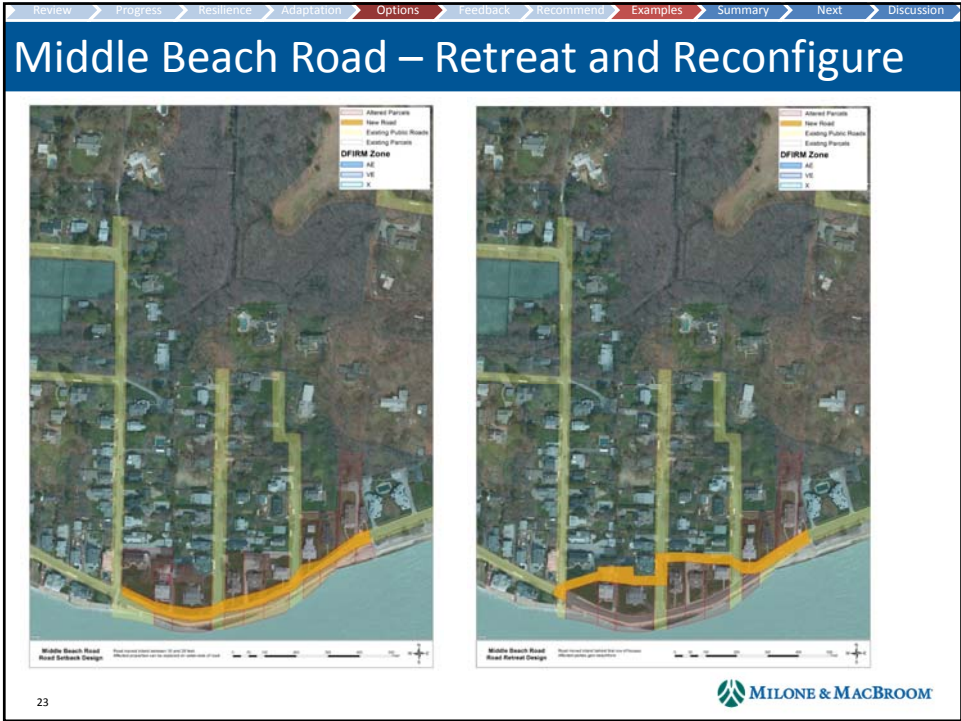 Review Progress Resilience Adaptation Options Feedback Recommend Examples Summary Next Discussion
Middle Beach Road – Retreat and Reconfigure
Altered Parcels
New Road
Existing Public Roads
Existing Parcels
DFIRM Zone
AE
VE
X
Middle Beach Road
Road Setback Design
Altered Parcels
New Road
Existing Public Roads
Existing Parcels
DFIRM Zone
AE
VE
X
Middle Beach Road
Road Retreat Design
23
MILONE & MACBROOM